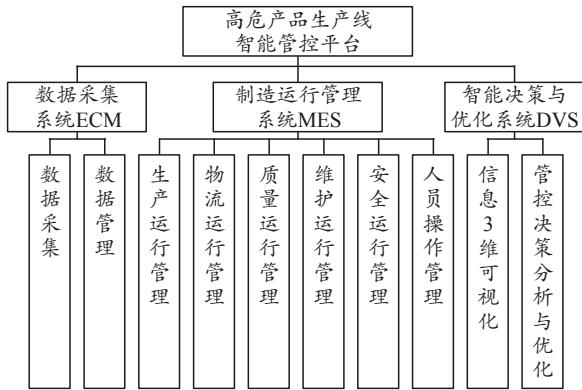 高危产品生产线
智能管控平台
数据采集
系统ECM
制造运行管理
系统MES
智能决策与
优化系统DVS
数据采集
数据管理
生产运行管理
物流运行管理
质量运行管理
维护运行管理
安全运行管理
人员操作管理
信息3维可视化
管控决策分析与优化